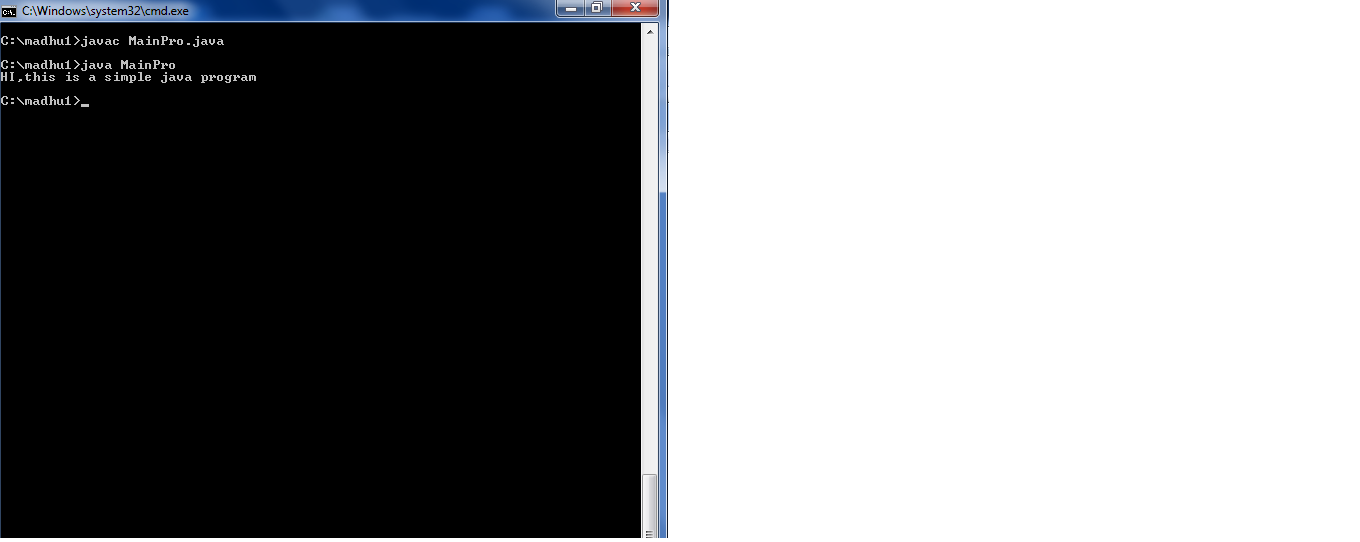 C:\Windows\system32\cmd.exe
C:\madhu1>javac MainPro.java
C:\madhu1>java MainPro
HI,this is a simple java program
C:\madhu1>_